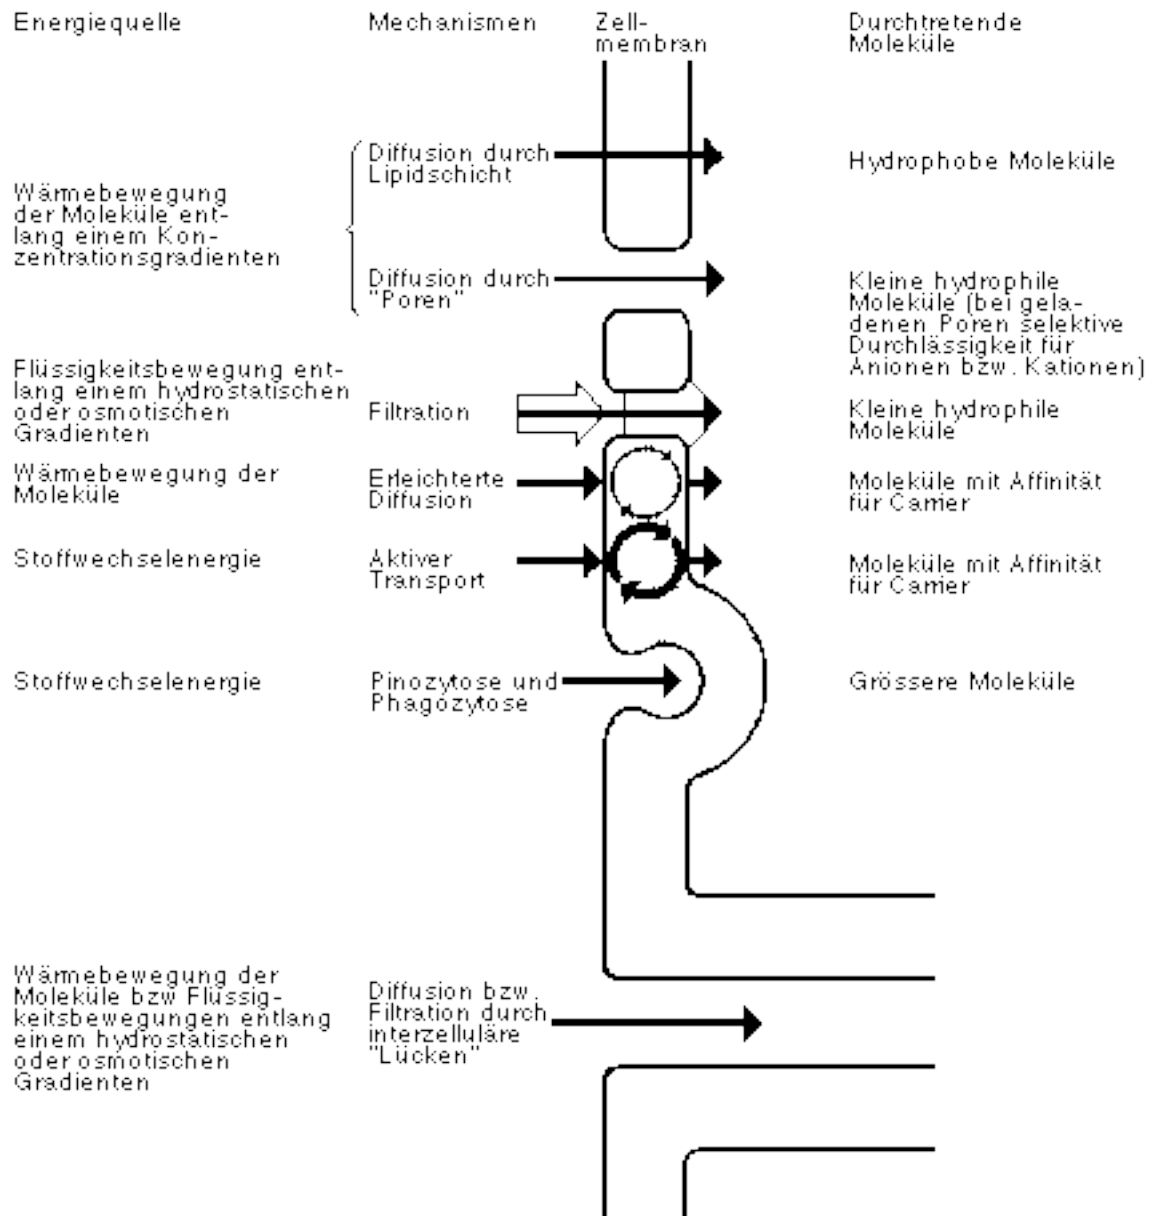 Energiequelle
Mechanismen
Zell-
membran
Durchtretende
Moleküle
Wärmebewegung
der Moleküle ent-
lang einem Kon-
zentrationsgradienten
Diffusion durch
Lipidschicht
Hydrophobe Moleküle
Diffusion durch
"Poren"
Kleine hydrophile
Moleküle (bei gela-
denen Poren selektive
Durchlässigkeit für
Anionen bzw. Kationen)
Flüssigkeitsbewegung ent-
lang einem hydrostatischen
oder osmotischen
Gradienten
Filtration
Kleine hydrophile
Moleküle
Wärmebewegung der
Moleküle
Erleichterte
Diffusion
Moleküle mit Affinität
für Carrier
Stoffwechselenergie
Aktiver
Transport
Moleküle mit Affinität
für Carrier
Stoffwechselenergie
Pinozytose und
Phagozytose
Grössere Moleküle
Wärmebewegung der
Moleküle bzw Flüssig-
keitsbewegungen entlang
einem hydrostatischen
oder osmotischen
Gradienten
Diffusion bzw.
Filtration durch
interzelluläre
"Lücken"